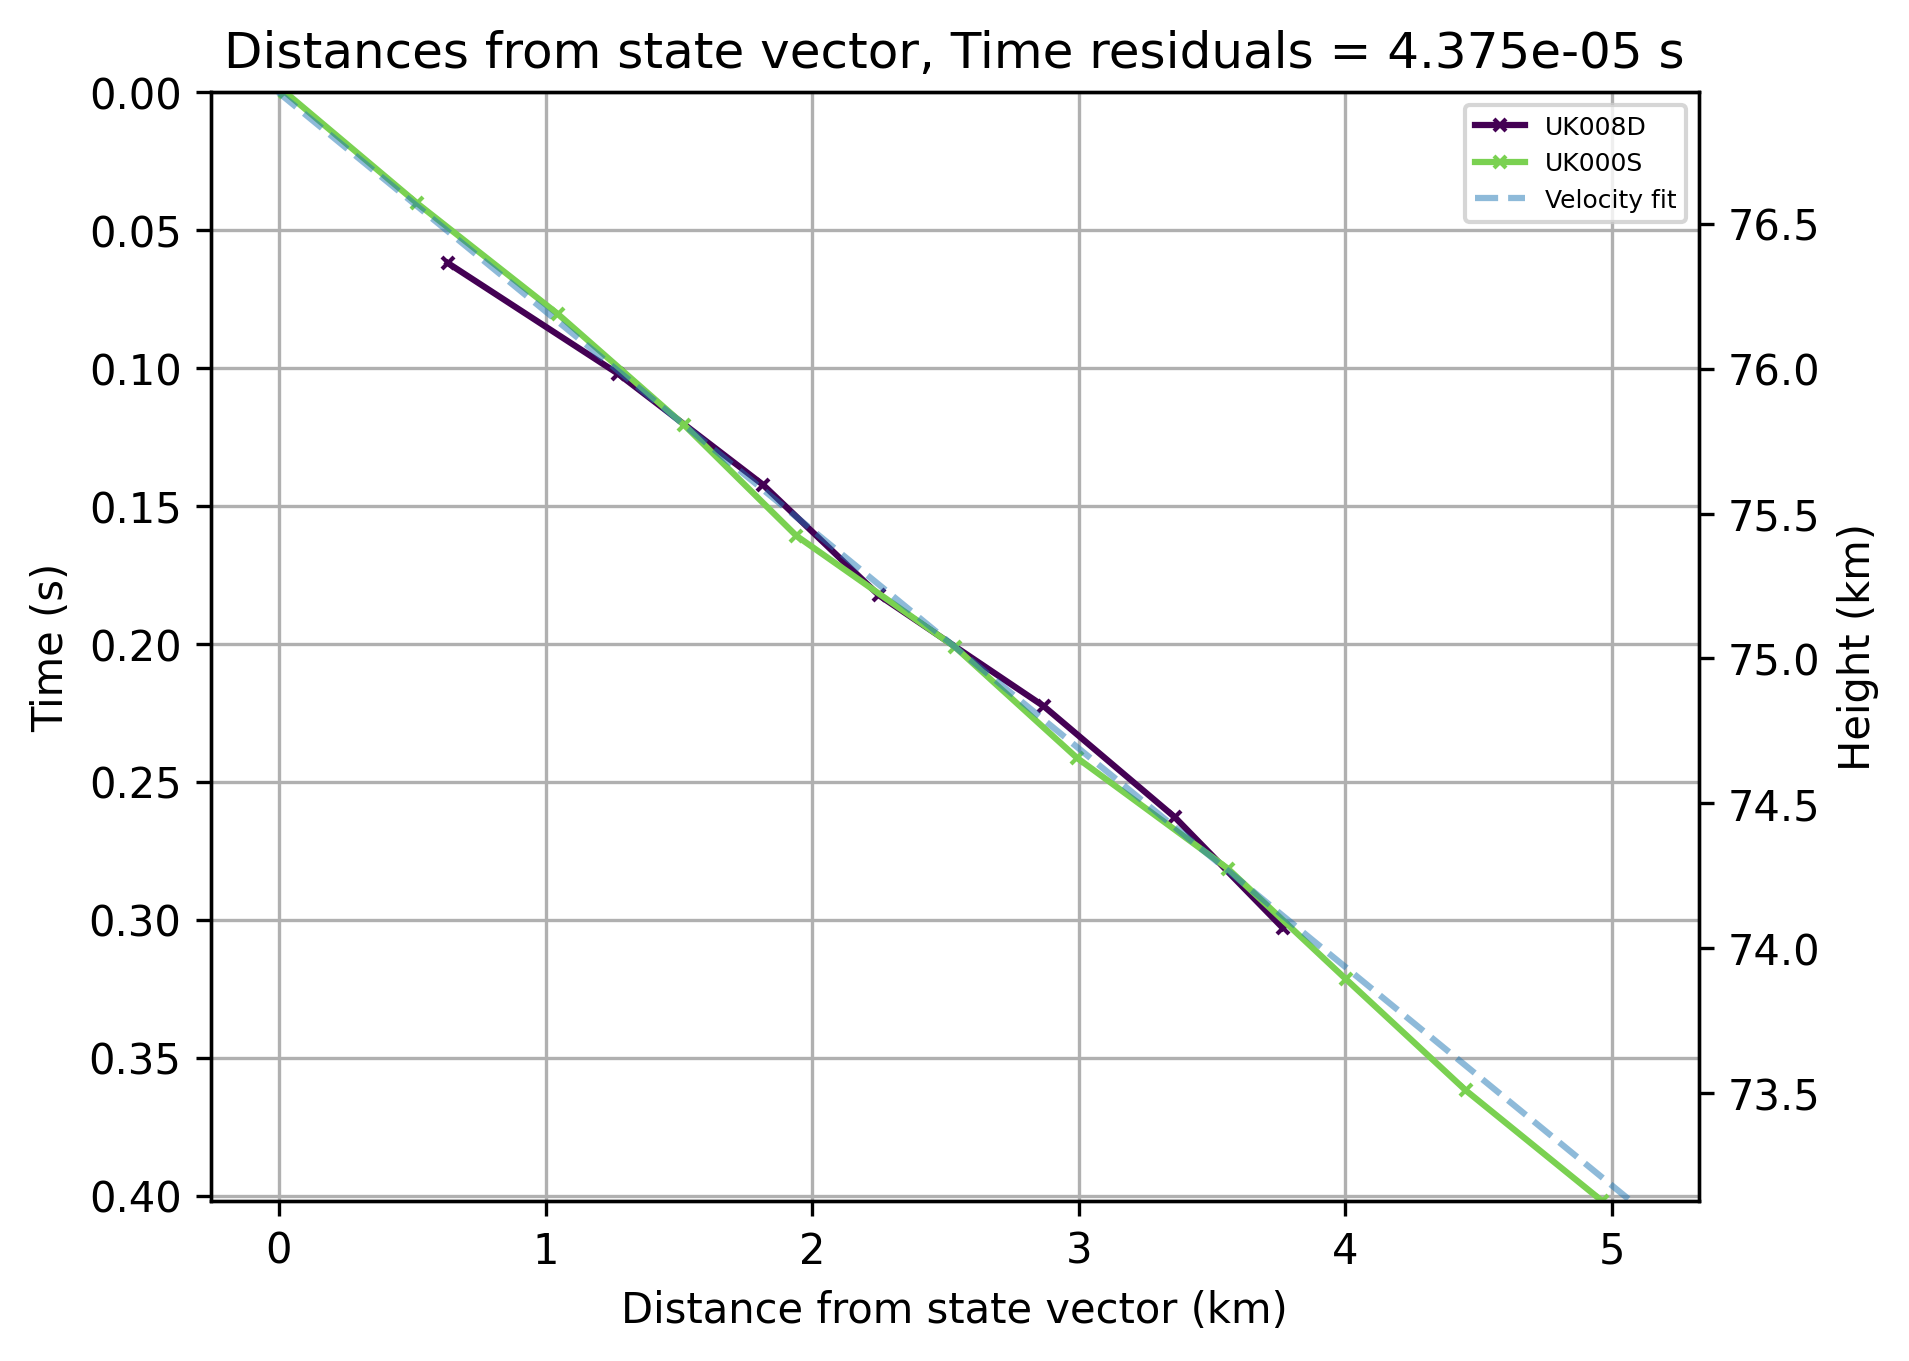 Distances from state vector, Time residuals = 4.375e-05 s
UK008D
UK000S
Velocity fit
Time (s)
0.00
0.05
0.10
0.15
0.20
0.25
0.30
0.35
0.40
76.5
76.0
75.5
75.0
74.5
74.0
73.5
Height (km)
0 1 2 3 4 5
Distance from state vector (km)